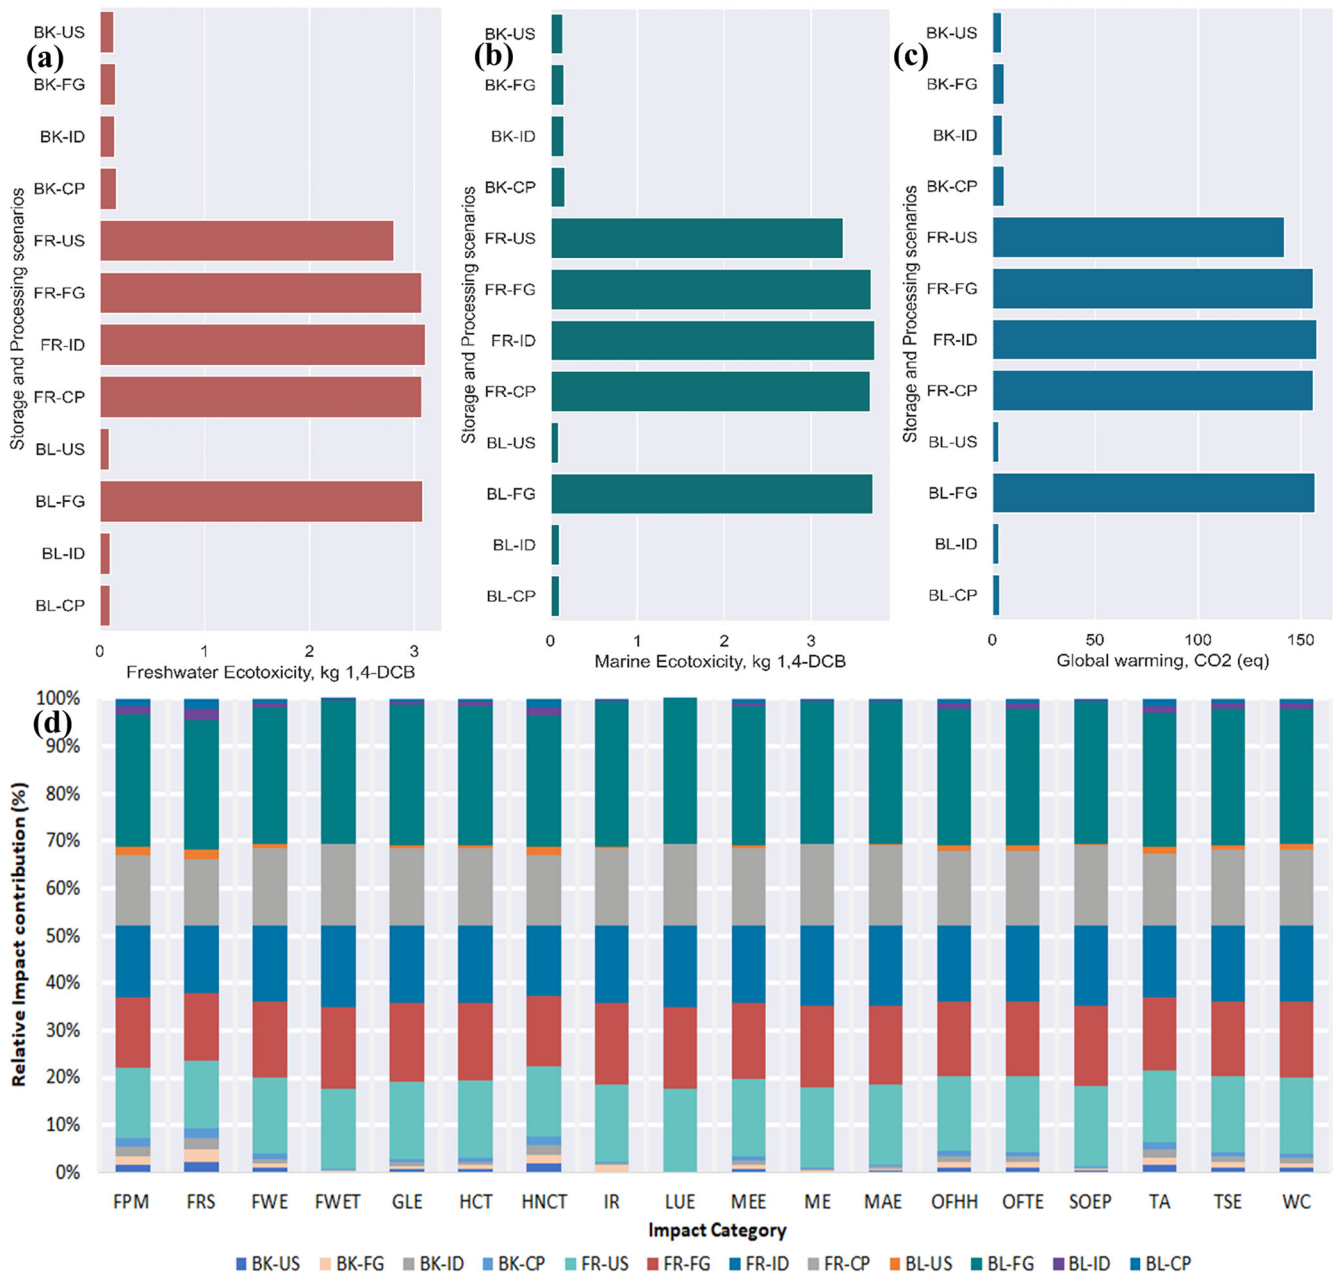 (a)
Storage and Processing scenarios
BK-US
BK-FG
BK-ID
BK-CP
FR-US
FR-FG
FR-ID
FR-CP
BL-US
BL-FG
BL-ID
BL-CP
0 1 2 3
Freshwater Ecotoxicity, kg 1,4-DCB
(b)
Storage and Processing scenarios
BK-US
BK-FG
BK-ID
BK-CP
FR-US
FR-FG
FR-ID
FR-CP
BL-US
BL-FG
BL-ID
BL-CP
0 1 2 3
Marine Ecotoxicity, kg 1,4-DCB
(c)
Storage and Processing scenarios
BK-US
BK-FG
BK-ID
BK-CP
FR-US
FR-FG
FR-ID
FR-CP
BL-US
BL-FG
BL-ID
BL-CP
0 50 100 150
Global warming, CO2 (eq)
(d)
Relative Impact contribution (%)
100%
90%
80%
70%
60%
50%
40%
30%
20%
10%
0%
FPM FRS FWE FWET GLE HCT HNCT IR LUE MEE ME MAE OFHH OFTE SOEP TA TSE WC
Impact Category
BK-US BK-FG BK-ID BK-CP FR-US FR-FG FR-ID FR-CP BL-US BL-FG BL-ID BL-CP